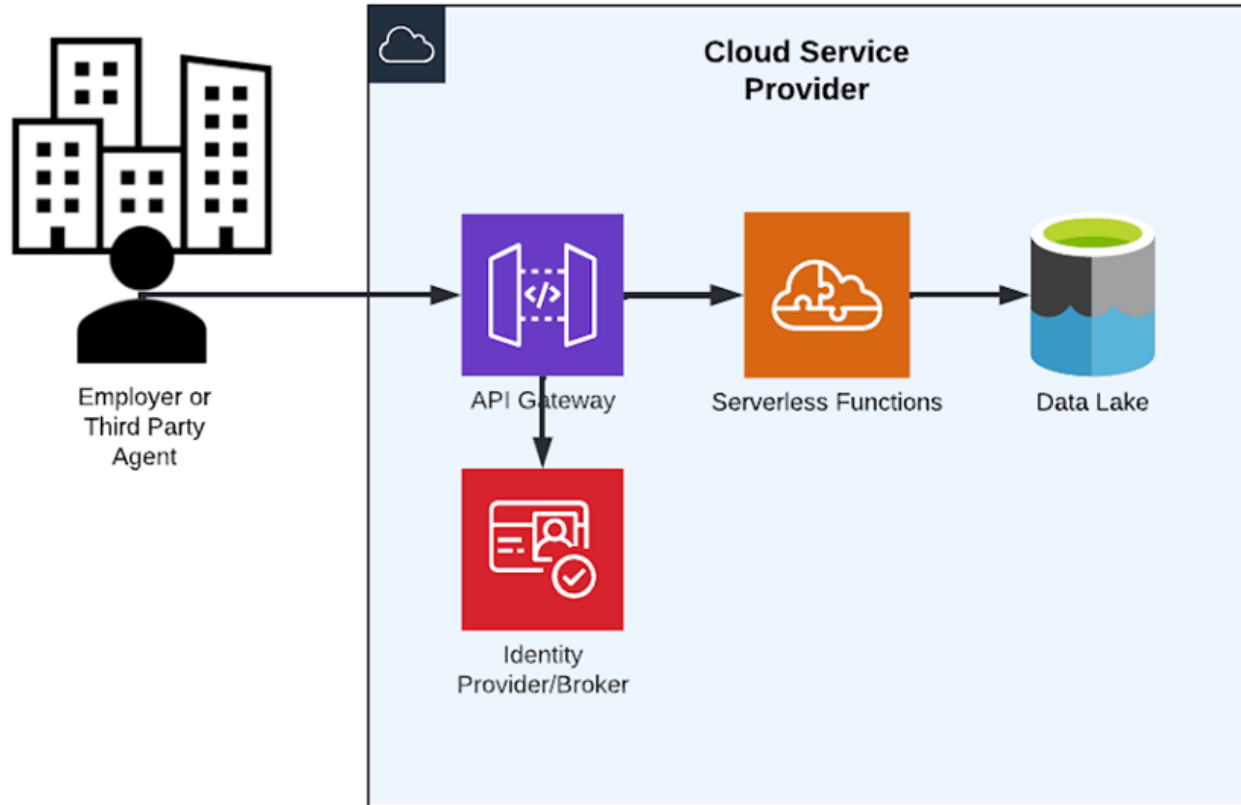 Cloud Service
Provider
</>
Employer or
Third Party
Agent
API Gateway
Serverless Functions
Data Lake
Identity
Provider/Broker